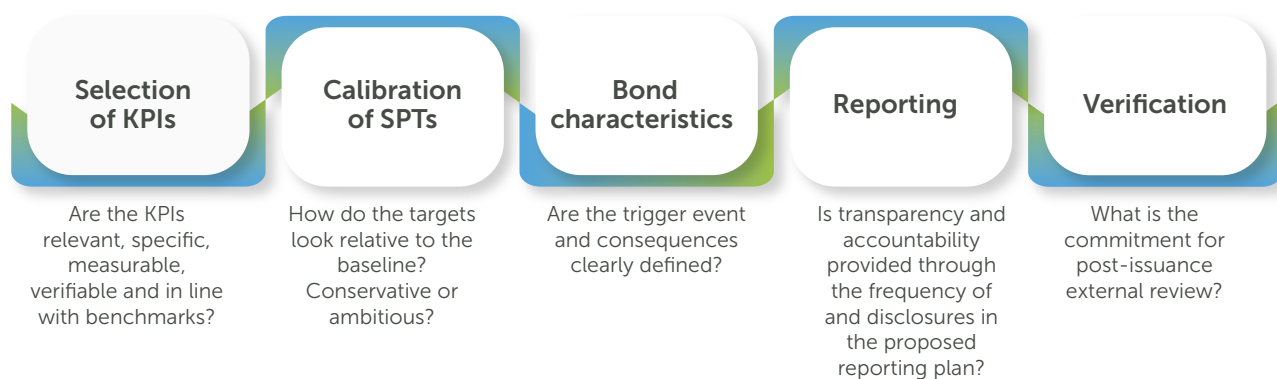 Selection
of KPIs
Calibration
of SPTs
Bond
characteristics
Reporting
Verification
Are the KPIs
relevant, specific,
measurable,
verifiable and in line
with benchmarks?
How do the targets
look relative to the
baseline?
Conservative or
ambitious?
Are the trigger event
and consequences
clearly defined?
Is transparency and
accountability
provided through
the frequency of
and disclosures in
the proposed
reporting plan?
What is the
commitment for
post-issuance
external review?